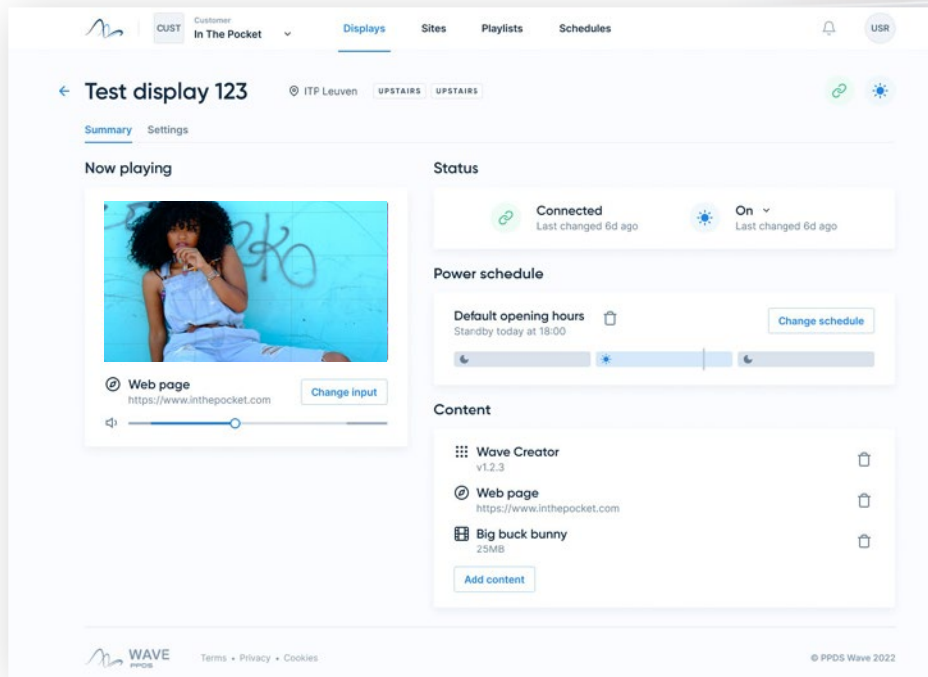 CUST
Customer
In The Pocket
Displays
Sites
Playlists
Schedules
USR
Test display 123
ITP Leuven
UPSTAIRS
UPSTAIRS
Summary
Settings
Now playing
Web page
https://www.inthepocket.com
Change input
Status
Connected
Last changed 6d ago
On
Last changed 6d ago
Power schedule
Default opening hours
Standby today at 18:00
Change schedule
Content
Wave Creator
v1.2.3
Web page
https://www.inthepocket.com
Big buck bunny
25MB
Add content
WAVE
PPDS
Terms • Privacy • Cookies
© PPDS Wave 2022